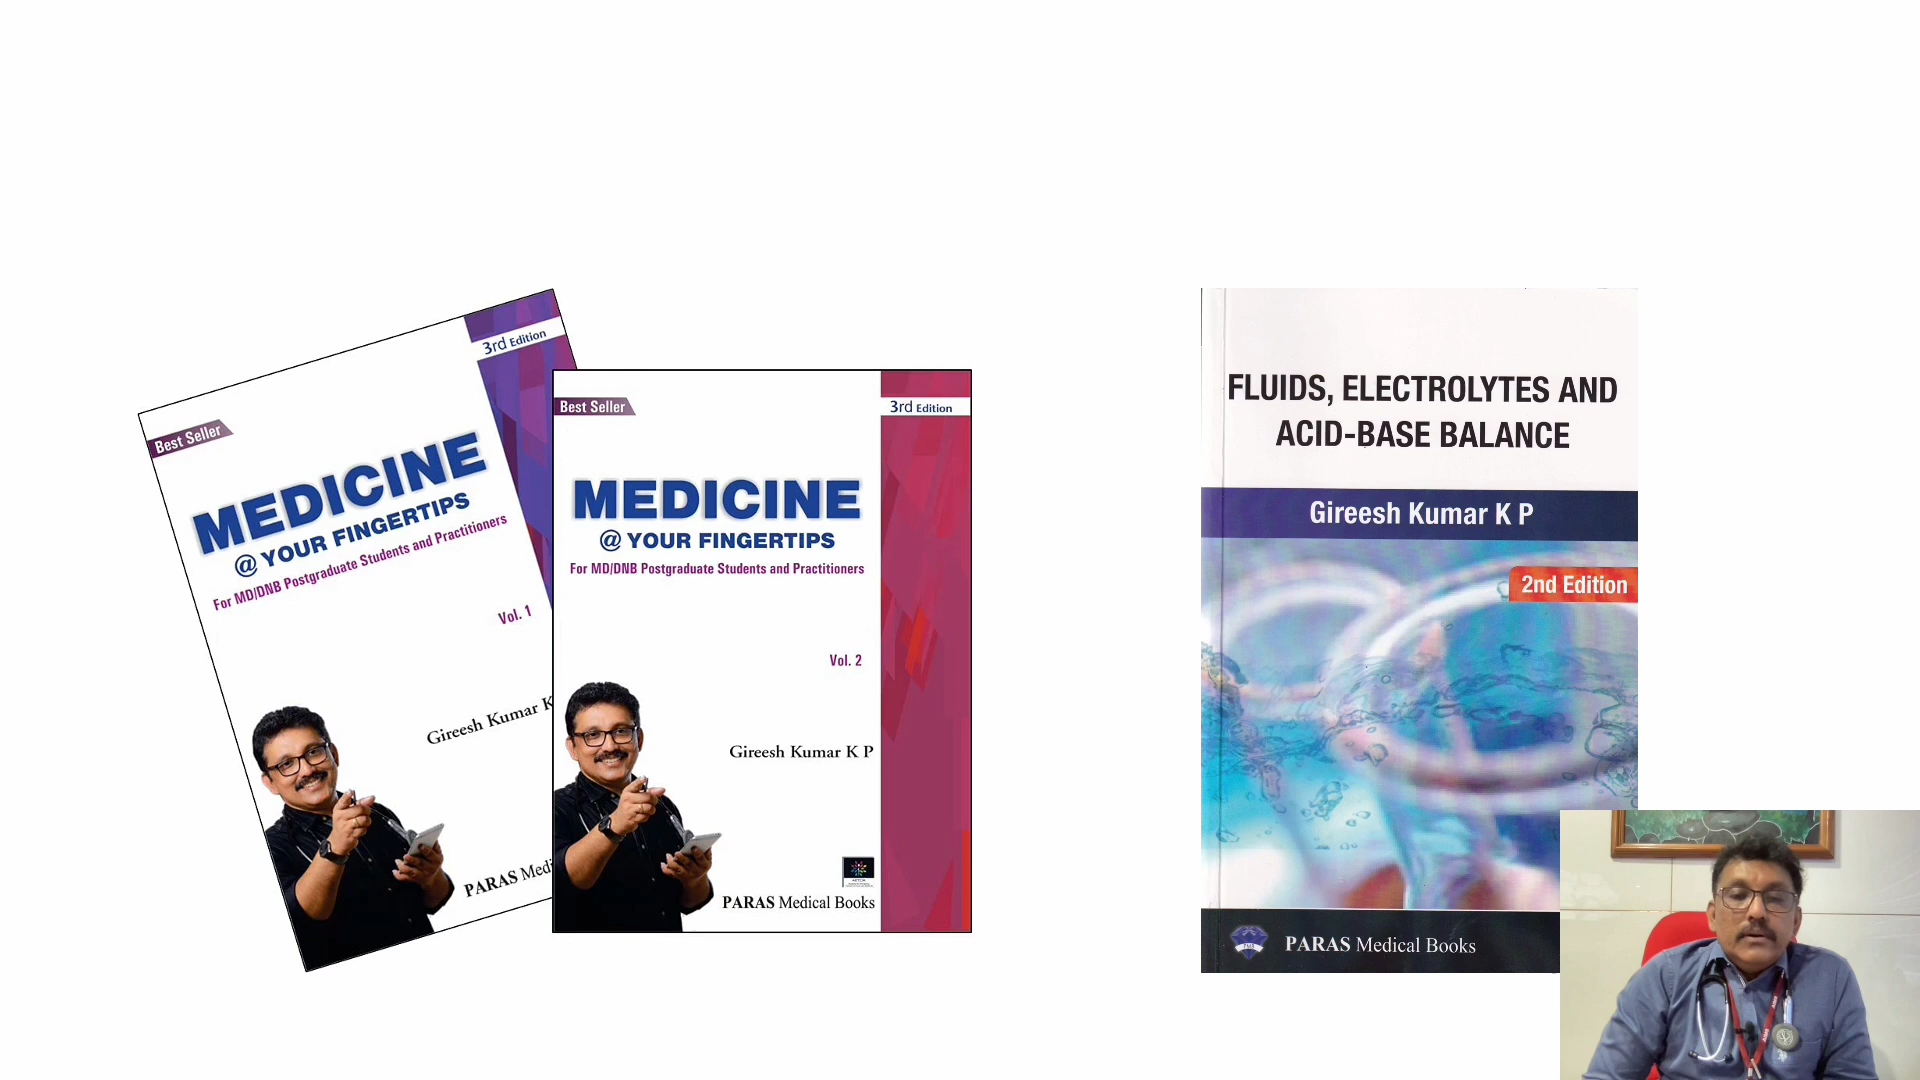 3rd Edition
Best Seller
MEDICINE
@ YOUR FINGERTIPS
For MD/DNB Postgraduate Students and Practitioners
Vol. 1
Gireesh Kumar K
PARAS Medi
3rd Edition
Best Seller
MEDICINE
@ YOUR FINGERTIPS
For MD/DNB Postgraduate Students and Practitioners
Vol. 2
Gireesh Kumar K P
PARAS Medical Books
FLUIDS, ELECTROLYTES AND
ACID-BASE BALANCE
Gireesh Kumar K P
2nd Edition
PARAS Medical Books